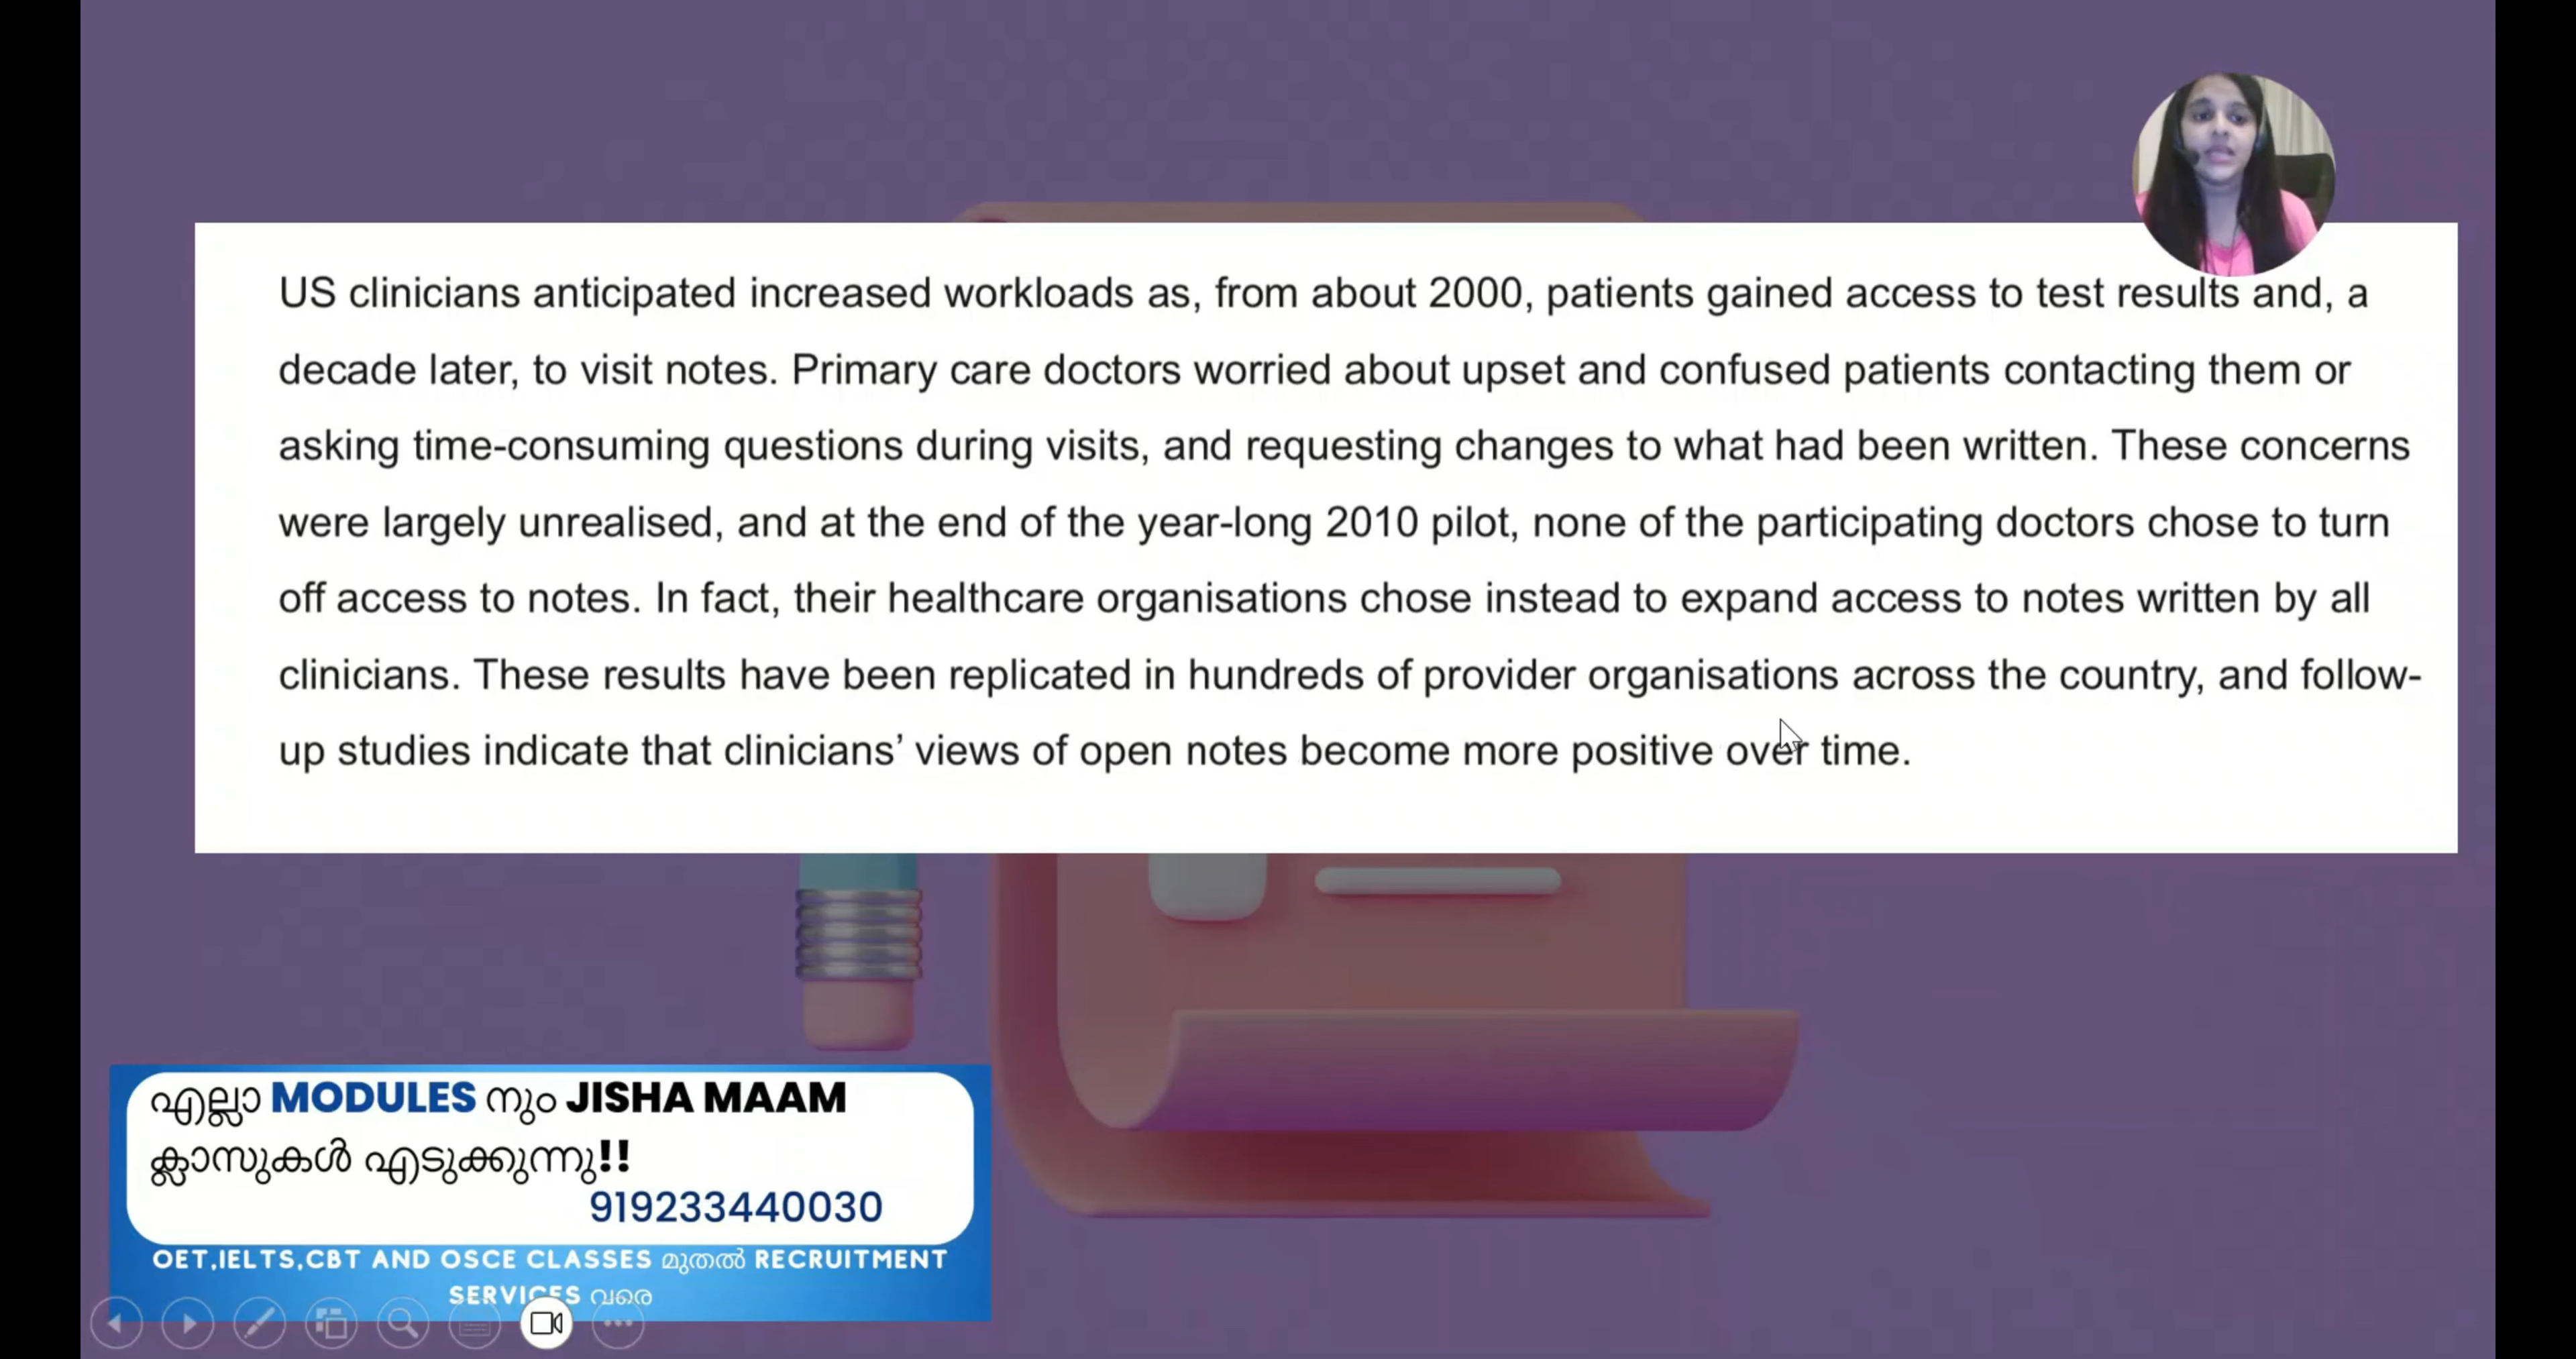 US clinicians anticipated increased workloads as, from about 2000, patients gained access to test results and, a
decade later, to visit notes. Primary care doctors worried about upset and confused patients contacting them or
asking time-consuming questions during visits, and requesting changes to what had been written. These concerns
were largely unrealised, and at the end of the year-long 2010 pilot, none of the participating doctors chose to turn
off access to notes. In fact, their healthcare organisations chose instead to expand access to notes written by all
clinicians. These results have been replicated in hundreds of provider organisations across the country, and follow-
up studies indicate that clinicians’ views of open notes become more positive over time.
എല്ലാ MODULES നും JISHA MAAM
ക്ലാസുകൾ എടുക്കുന്നു!!
919233440030
OET,IELTS,CBT AND OSCE CLASSES മുതൽ RECRUITMENT
SERVICES വരെ